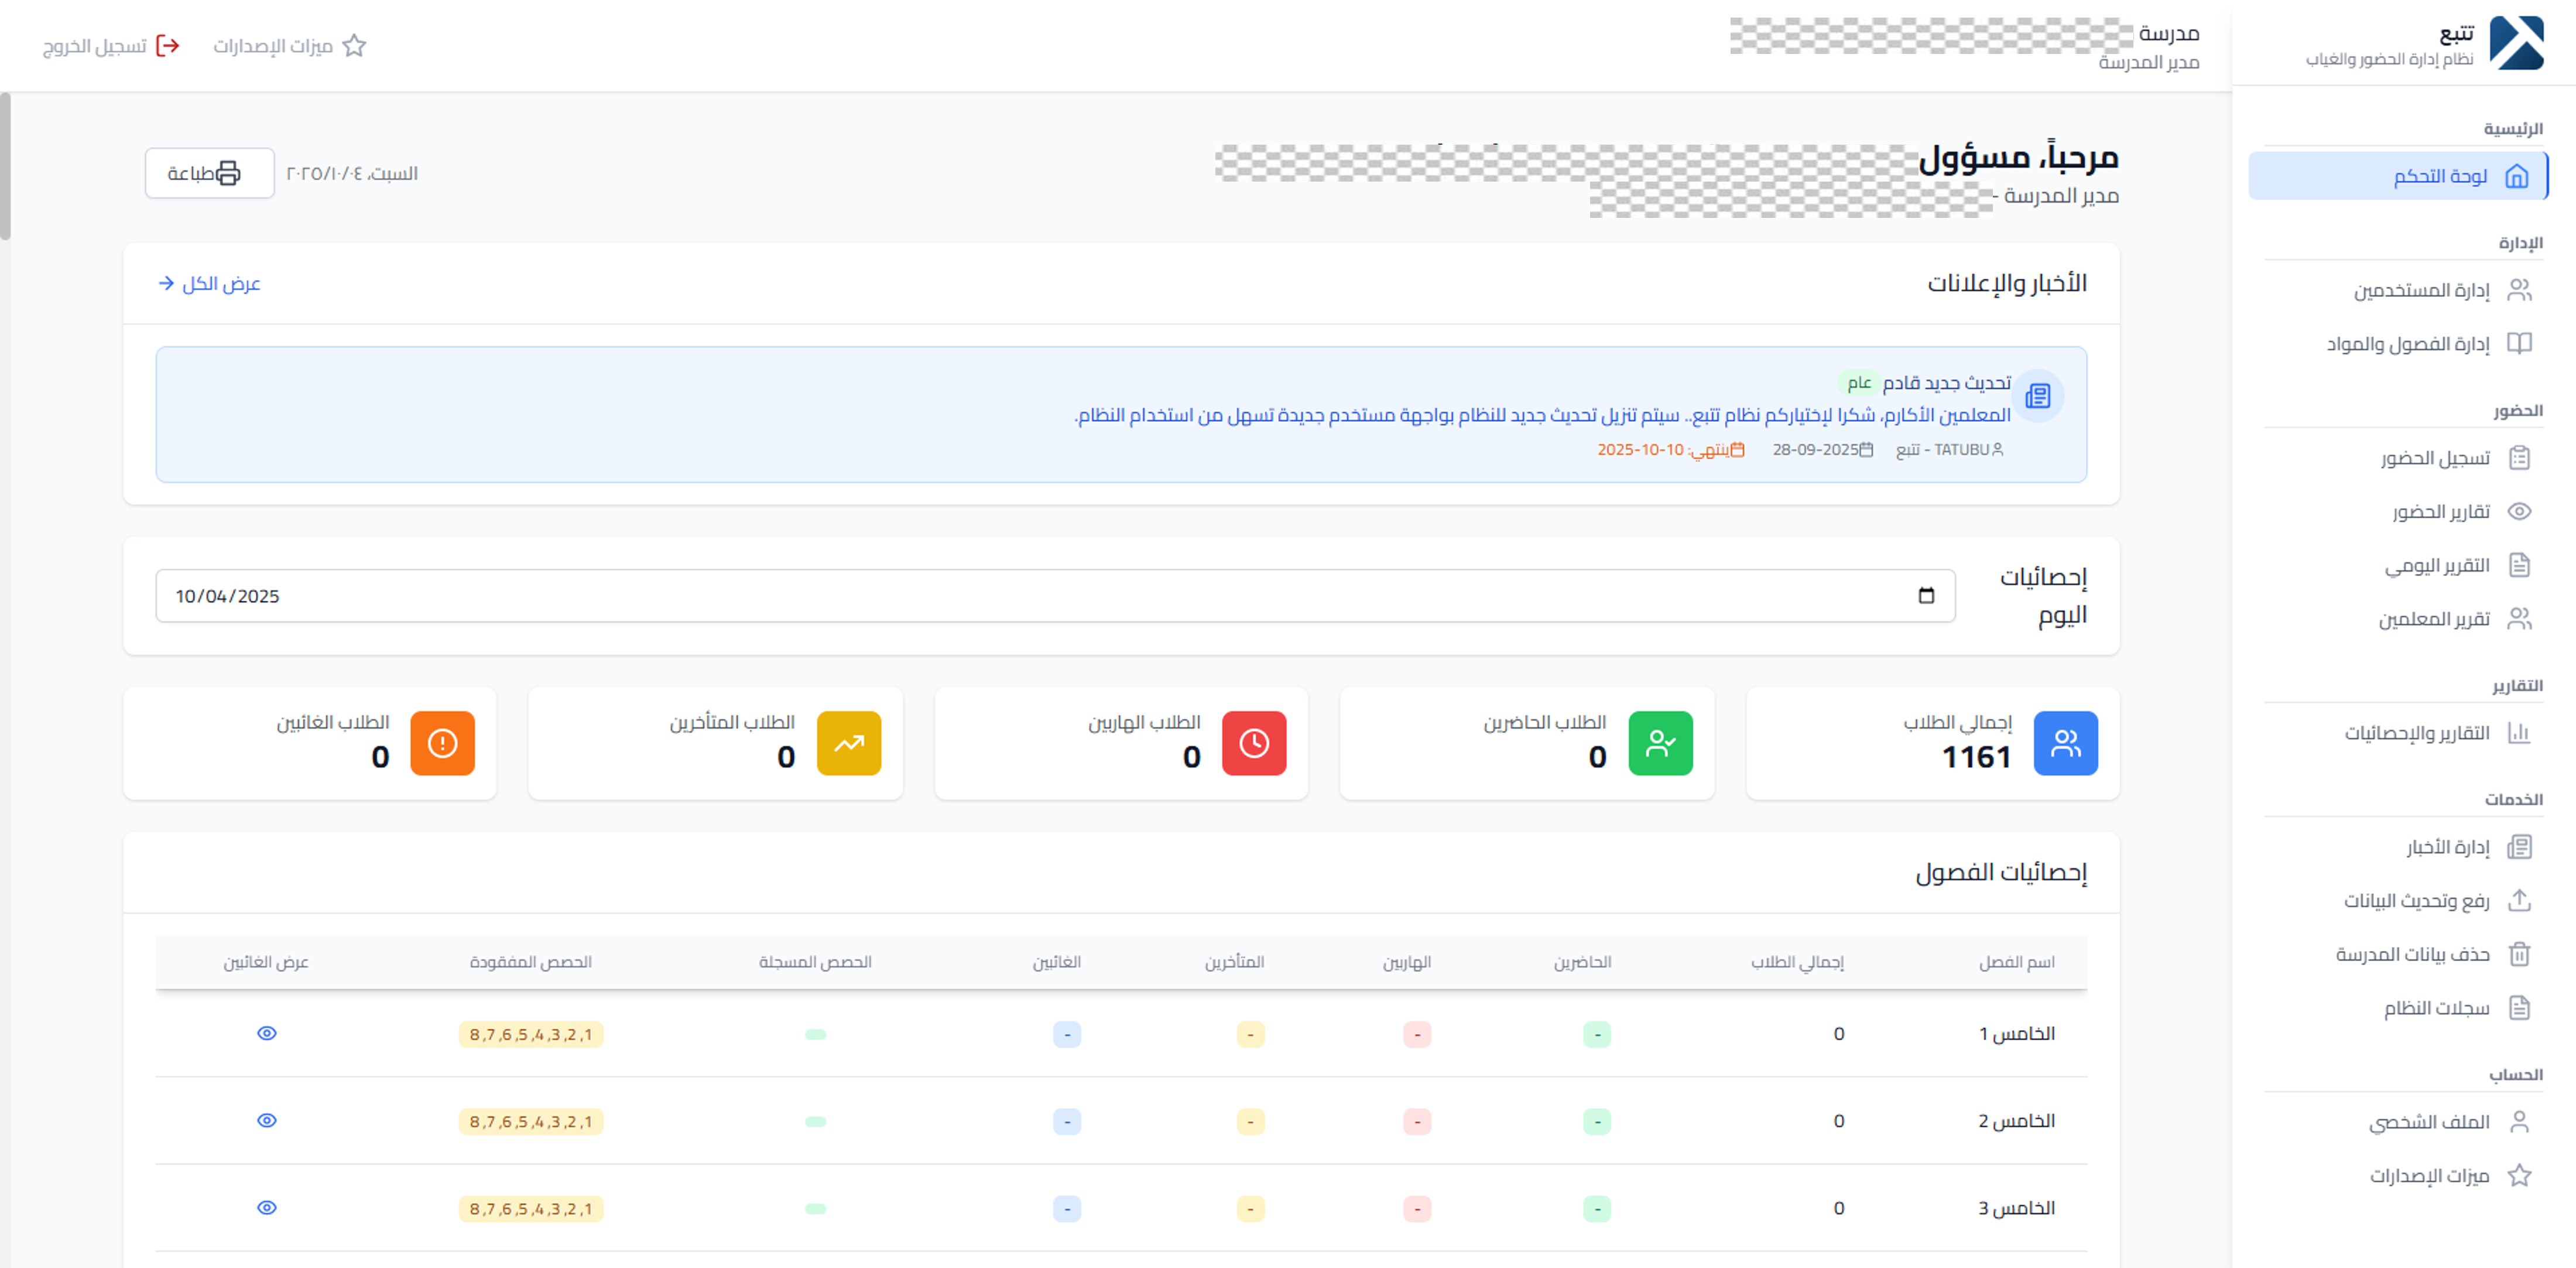 تتبع
نظام إدارة الحضور والغياب
مدرسة
مدير المدرسة
ميزات الإصدارات
تسجيل الخروج
الرئيسية
لوحة التحكم
الإدارة
إدارة المستخدمين
إدارة الفصول والمواد
الحضور
تسجيل الحضور
تقارير الحضور
التقرير اليومي
تقرير المعلمين
التقارير
التقارير والإحصائيات
الخدمات
إدارة الأخبار
رفع وتحديث البيانات
حذف بيانات المدرسة
سجلات النظام
الحساب
الملف الشخصي
ميزات الإصدارات
مرحباً، مسؤول
مدير المدرسة -
السبت، ٢٠٢٥/١٠/٠٤
طباعة
الأخبار والإعلانات
عرض الكل
تحديث جديد قادم عام
المعلمين الأكارم، شكرا لإختياركم نظام تتبع.. سيتم تنزيل تحديث جديد للنظام بواجهة مستخدم جديدة تسهل من استخدام النظام.
TATUBU - تتبع 28-09-2025 ينتهي: 10-10-2025
إحصائيات
اليوم
10/04/2025
إجمالي الطلاب
1161
الطلاب الحاضرين
0
الطلاب الهاربين
0
الطلاب المتأخرين
0
الطلاب الغائبين
0
إحصائيات الفصول
اسم الفصل إجمالي الطلاب الحاضرين الهاربين المتأخرين الغائبين الحصص المسجلة الحصص المفقودة عرض الغائبين
الخامس 1 0 - - - - 1, 2, 3, 4, 5, 6, 7, 8
الخامس 2 0 - - - - 1, 2, 3, 4, 5, 6, 7, 8
الخامس 3 0 - - - - 1, 2, 3, 4, 5, 6, 7, 8